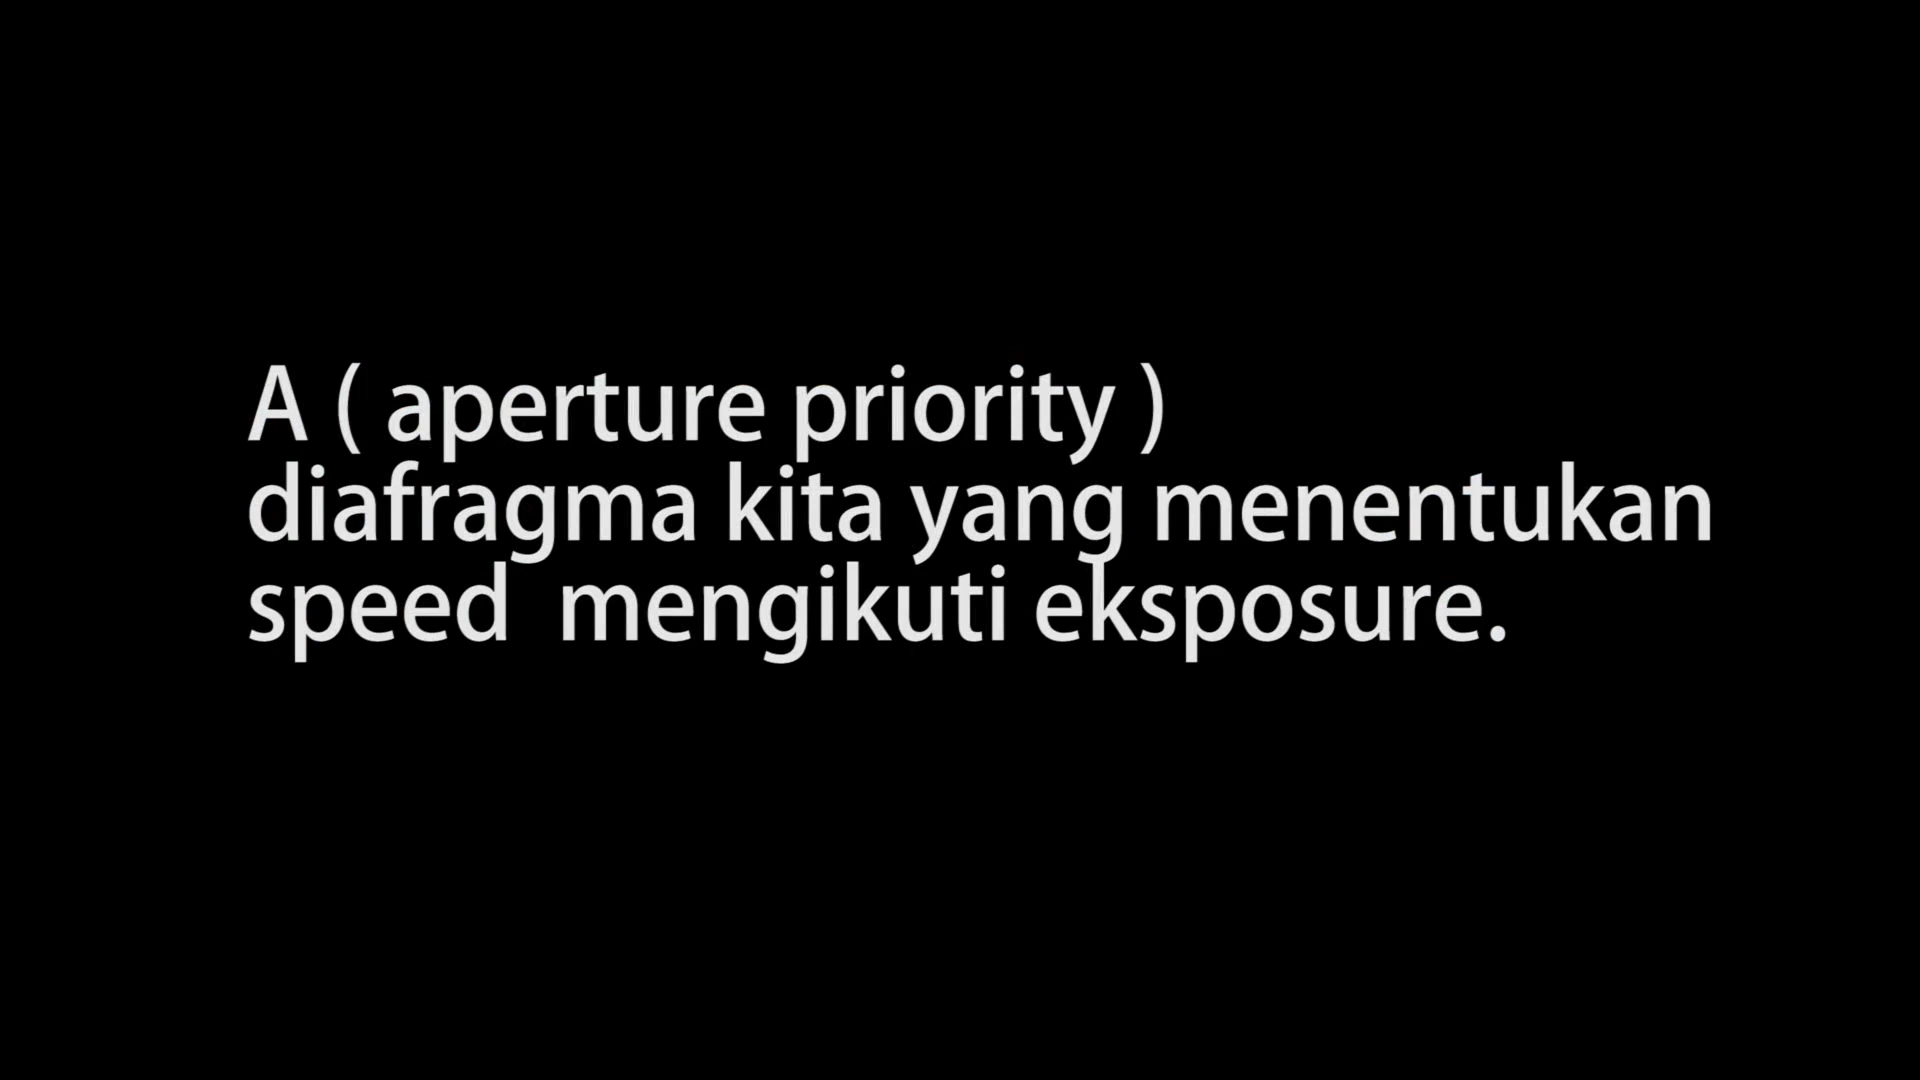 A ( aperture priority )
diafragma kita yang menentukan
speed  mengikuti eksposure.